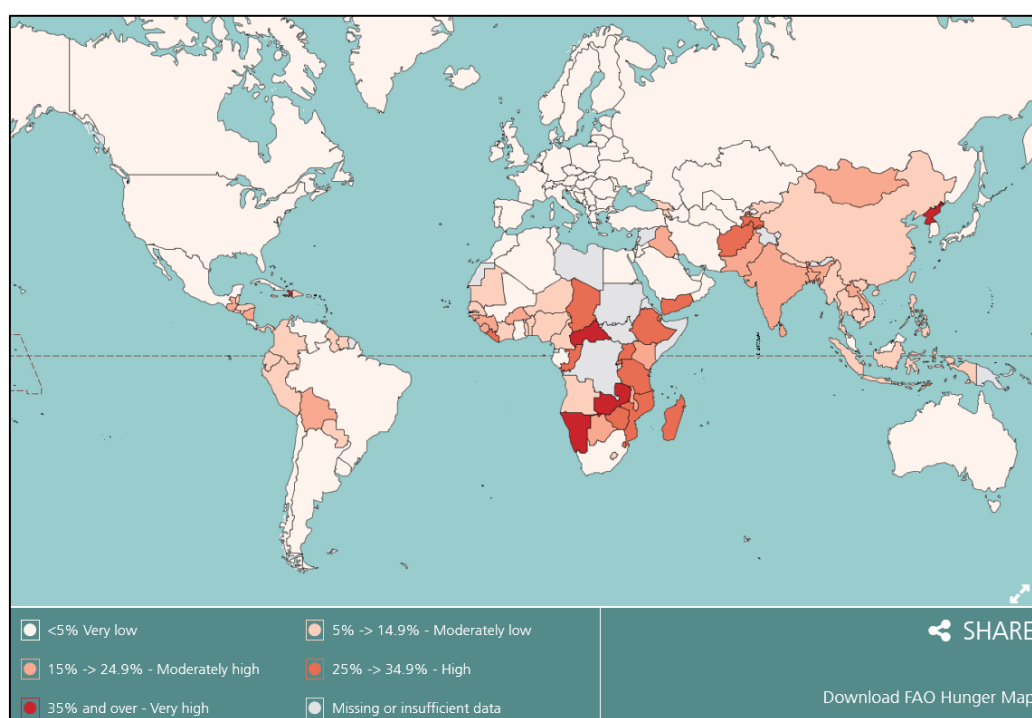 <5% Very low
5% -> 14.9% - Moderately low
15% -> 24.9% - Moderately high
25% -> 34.9% - High
35% and over - Very high
Missing or insufficient data
SHARE
Download FAO Hunger Map